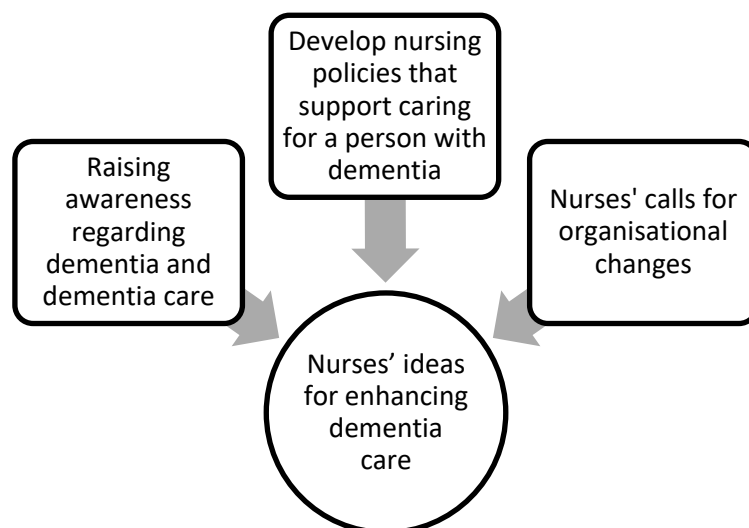 Develop nursing
policies that
support caring
for a person with
dementia
Raising
awareness
regarding
dementia and
dementia care
Nurses' calls for
organisational
changes
Nurses’ ideas
for enhancing
dementia
care